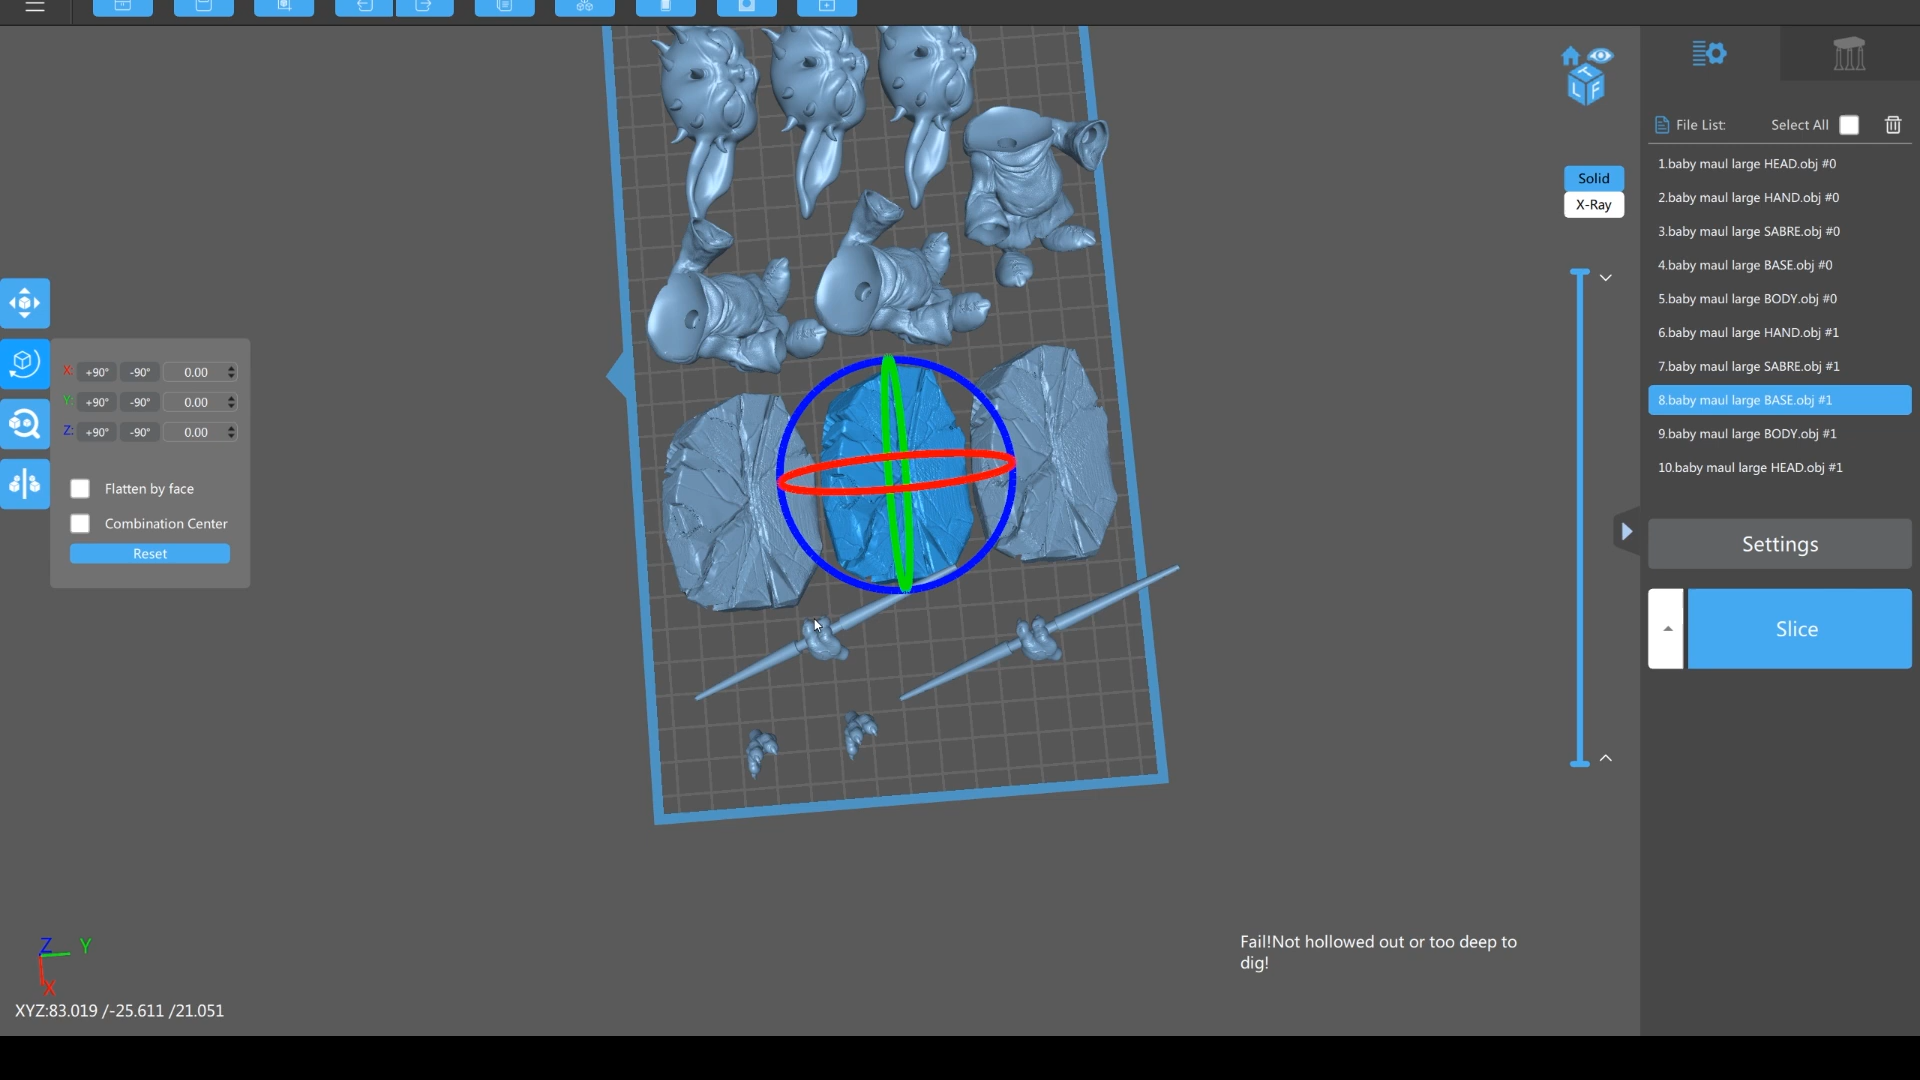 T
L F
File List: Select All
1.baby maul large HEAD.obj #0
2.baby maul large HAND.obj #0
3.baby maul large SABRE.obj #0
4.baby maul large BASE.obj #0
5.baby maul large BODY.obj #0
6.baby maul large HAND.obj #1
7.baby maul large SABRE.obj #1
8.baby maul large BASE.obj #1
9.baby maul large BODY.obj #1
10.baby maul large HEAD.obj #1
Solid
X-Ray
X: +90° -90° 0.00
Y: +90° -90° 0.00
Z: +90° -90° 0.00
Flatten by face
Combination Center
Reset
Settings
Slice
Fail!Not hollowed out or too deep to
dig!
Z Y
X
XYZ:83.019 /-25.611 /21.051